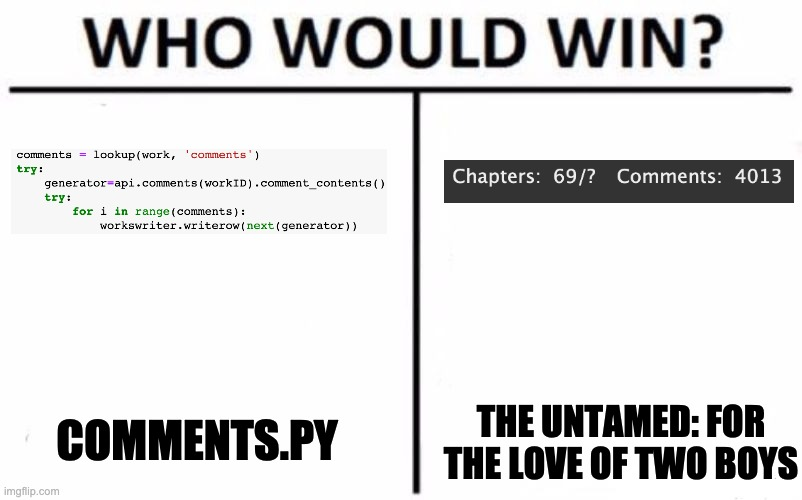 WHO WOULD WIN?
comments = lookup(work, 'comments')
try:
    generator=api.comments(workID).comment_contents()
    try:
        for i in range(comments):
            workswriter.writerow(next(generator))
Chapters: 69/? Comments: 4013
COMMENTS.PY
THE UNTAMED: FOR
THE LOVE OF TWO BOYS
imgflip.com